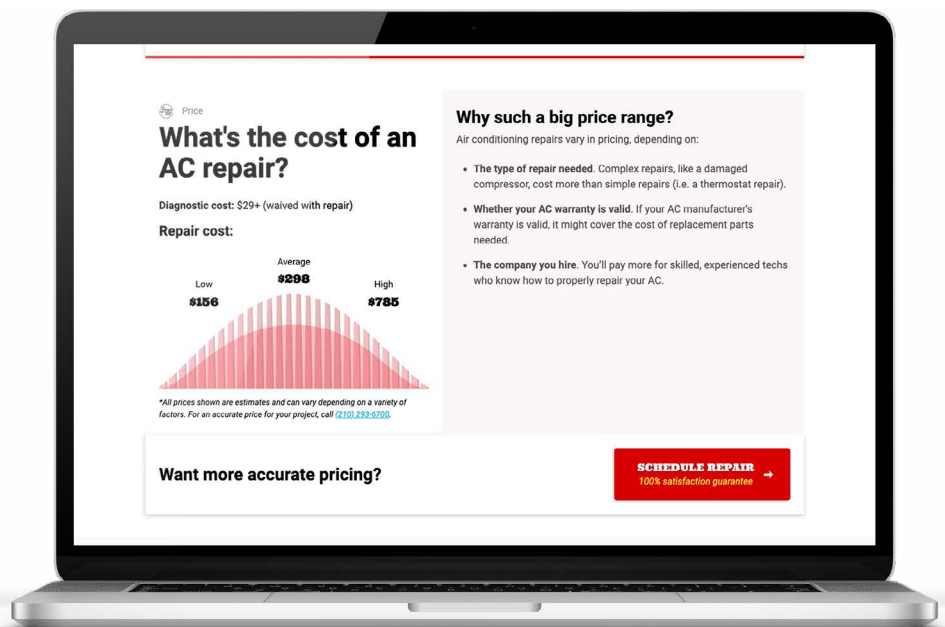 Price
What's the cost of an
AC repair?
Diagnostic cost: $29+ (waived with repair)
Repair cost:
Average
$298
Low
$156
High
$785
*All prices shown are estimates and can vary depending on a variety of
factors. For an accurate price for your project, call (210) 293-6700.
Why such a big price range?
Air conditioning repairs vary in pricing, depending on:
• The type of repair needed. Complex repairs, like a damaged
compressor, cost more than simple repairs (i.e. a thermostat repair).
• Whether your AC warranty is valid. If your AC manufacturer's
warranty is valid, it might cover the cost of replacement parts
needed.
• The company you hire. You'll pay more for skilled, experienced techs
who know how to properly repair your AC.
Want more accurate pricing?
SCHEDULE REPAIR →
100% satisfaction guarantee